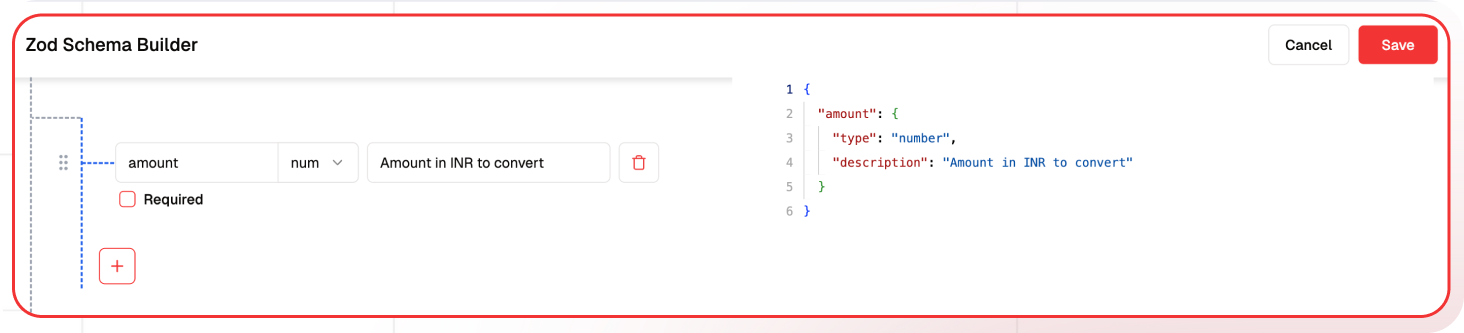 Zod Schema Builder
Cancel
Save
amount
num
Amount in INR to convert
Required
1 {
2 "amount": {
3 "type": "number",
4 "description": "Amount in INR to convert"
5 }
6 }